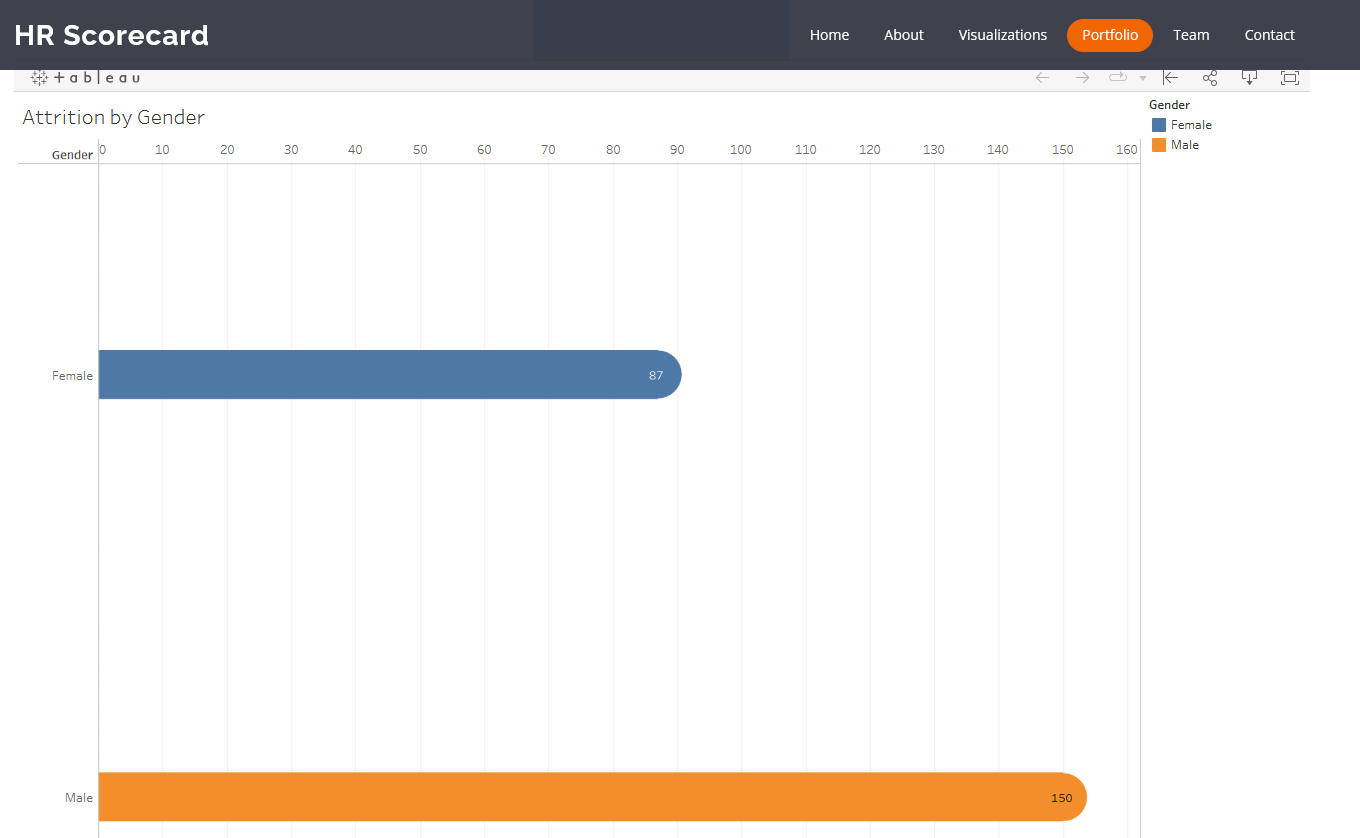 HR Scorecard
Home About Visualizations Portfolio Team Contact
+ a b | e a u
Attrition by Gender
Gender
Female
Male
Gender 0 10 20 30 40 50 60 70 80 90 100 110 120 130 140 150 160
Female 87
Male 150